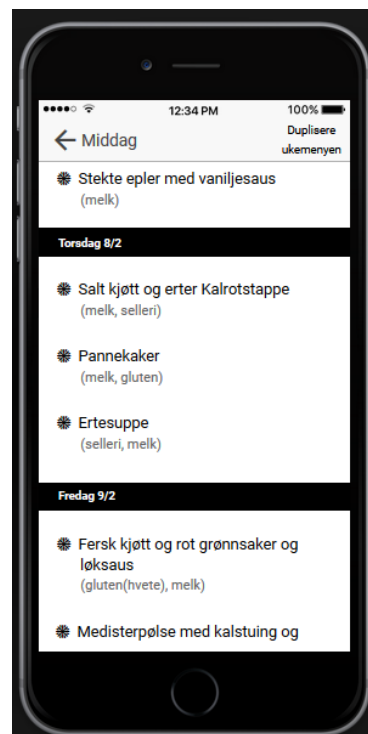 12:34 PM
100%
Middag
Duplisere
ukemenyen
Stekte epler med vaniljesaus
(melk)
Torsdag 8/2
Salt kjøtt og erter Kalrotstappe
(melk, selleri)
Pannekaker
(melk, gluten)
Ertesuppe
(selleri, melk)
Fredag 9/2
Fersk kjøtt og rot grønnsaker og
løksaus
(gluten(hvete), melk)
Medisterpølse med kalstuing og